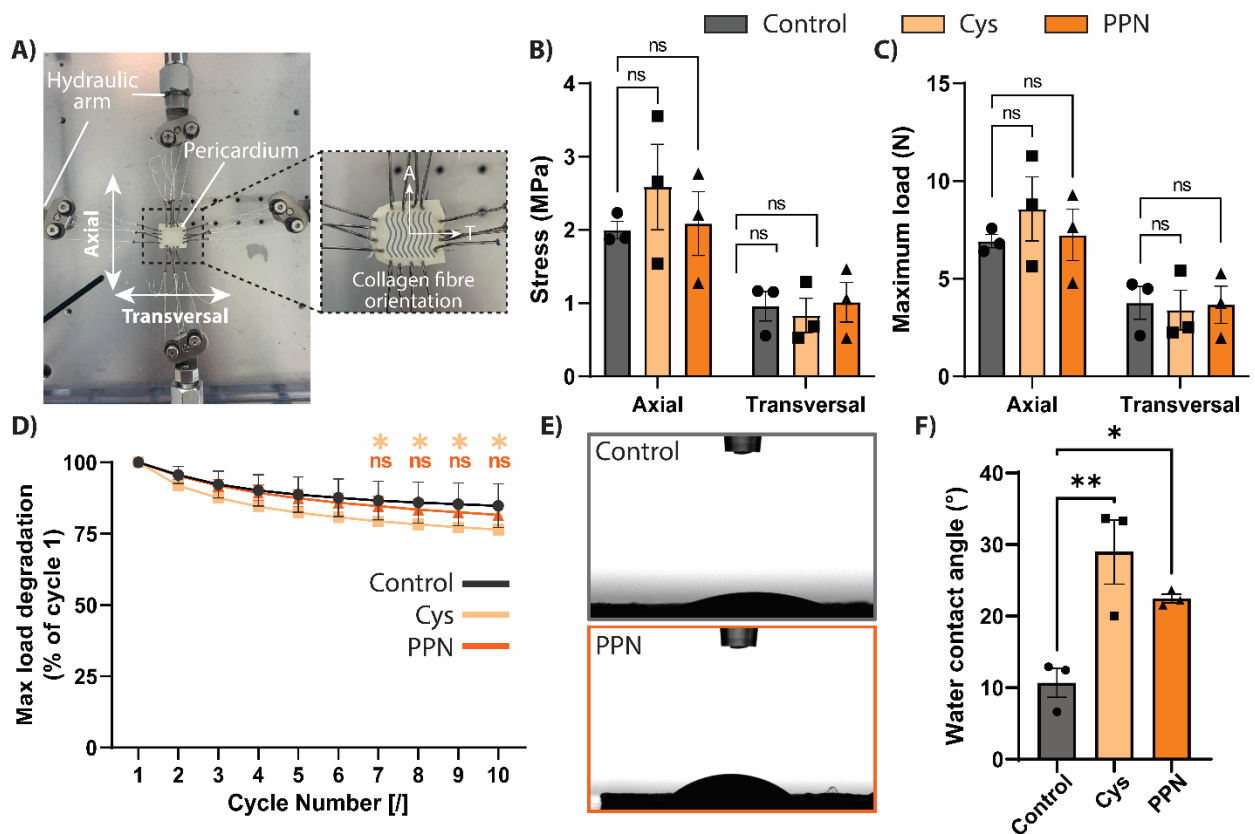 Control
Cys
PPN
A)
Hydraulic
arm
Pericardium
Axial
Transversal
A
T
Collagen fibre
orientation
B)
Stress (MPa)
4
3
2
1
0
ns
ns
ns
ns
Axial
Transversal
C)
Maximum load (N)
15
10
5
0
ns
ns
ns
ns
Axial
Transversal
D)
Max load degradation
(% of cycle 1)
100
75
50
25
0
* * * *
ns ns ns ns
Control
Cys
PPN
1 2 3 4 5 6 7 8 9 10
Cycle Number [/]
E)
Control
PPN
F)
Water contact angle (°)
40
30
20
10
0
*
**
Control
Cys
PPN